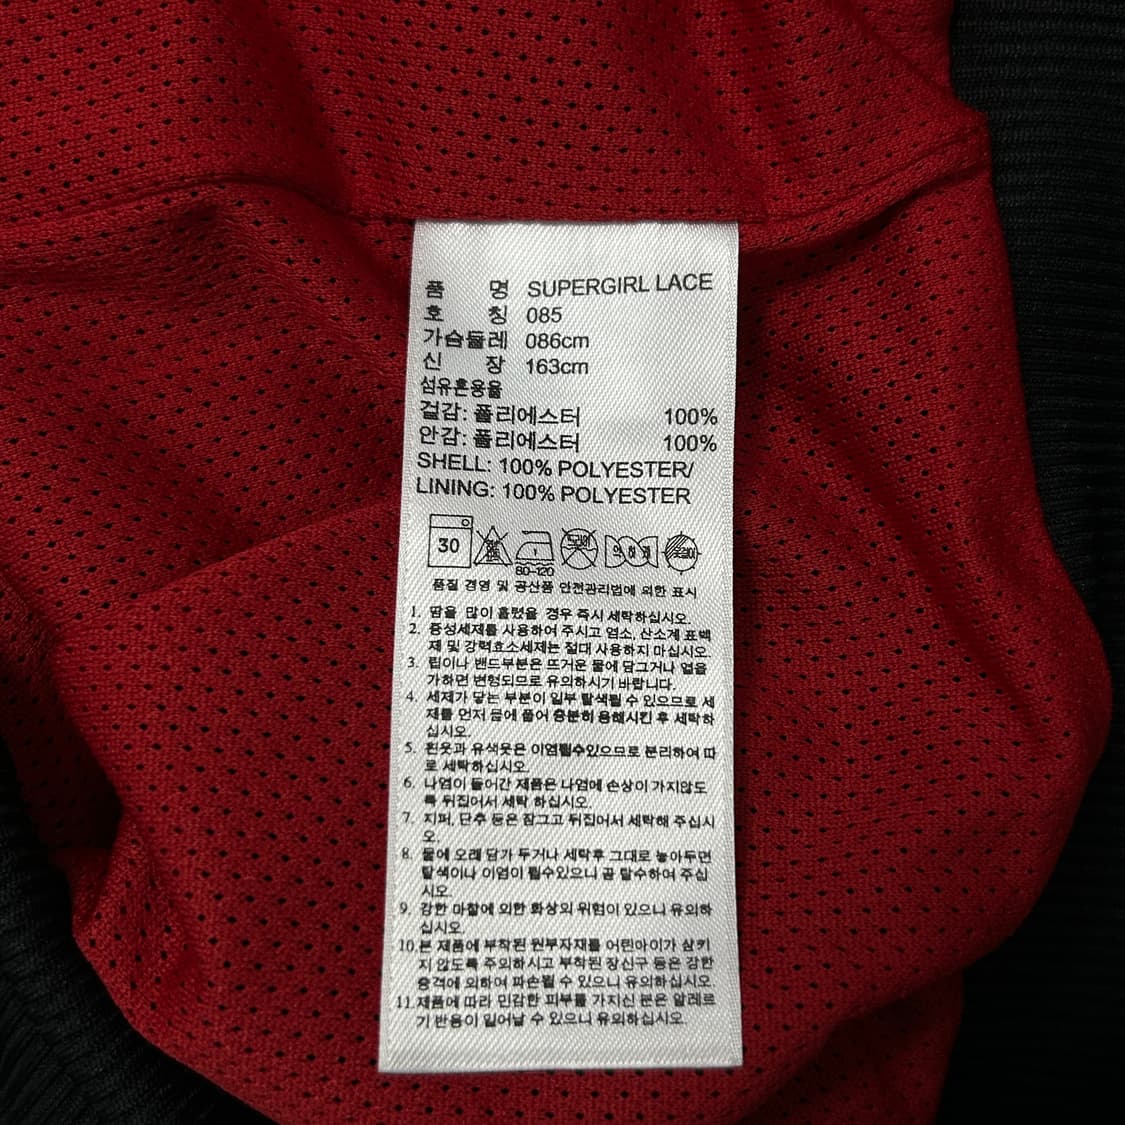 품 명 SUPERGIRL LACE
호 칭 085
가슴둘레 086cm
신 장 163cm
섬유혼용율
겉감: 폴리에스터 100%
안감: 폴리에스터 100%
SHELL: 100% POLYESTER/
LINING: 100% POLYESTER
30
80-120
품질 경영 및 공산품 안전관리법에 의한 표시
1. 땀을 많이 흘렸을 경우 즉시 세탁하십시오.
2. 중성세제를 사용하여 주시고 염소, 산소계 표백
제 및 강력효소세제는 절대 사용하지 마십시오.
3. 립이나 밴드부분은 뜨거운 물에 담그거나 열을
가하면 변형되므로 유의하시기 바랍니다.
4. 세제가 닿는 부분이 일부 탈색될 수 있으므로 세
제를 먼저 물에 풀어 충분히 용해시킨 후 세탁하
십시오.
5. 흰옷과 유색옷은 이염될수있으므로 분리하여 따
로 세탁하십시오.
6. 나염이 들어간 제품은 나염에 손상이 가지않도
록 뒤집어서 세탁 하십시오.
7. 지퍼, 단추 등은 잠그고 뒤집어서 세탁해 주십시
오.
8. 물에 오래 담가 두거나 세탁후 그대로 놓아두면
탈색이나 이염이 될수있으니 곧 탈수하여 주십
시오.
9. 강한 마찰에 의한 화상의 위험이 있으니 유의하
십시오.
10.본 제품에 부착된 원부자재를 어린아이가 삼키
지 않도록 주의하시고 부착된 장신구 등은 강한
충격에 의하여 파손될 수 있으니 유의하십시오.
11.제품에 따라 민감한 피부를 가지신 분은 알레르
기 반응이 일어날 수 있으니 유의하십시오.